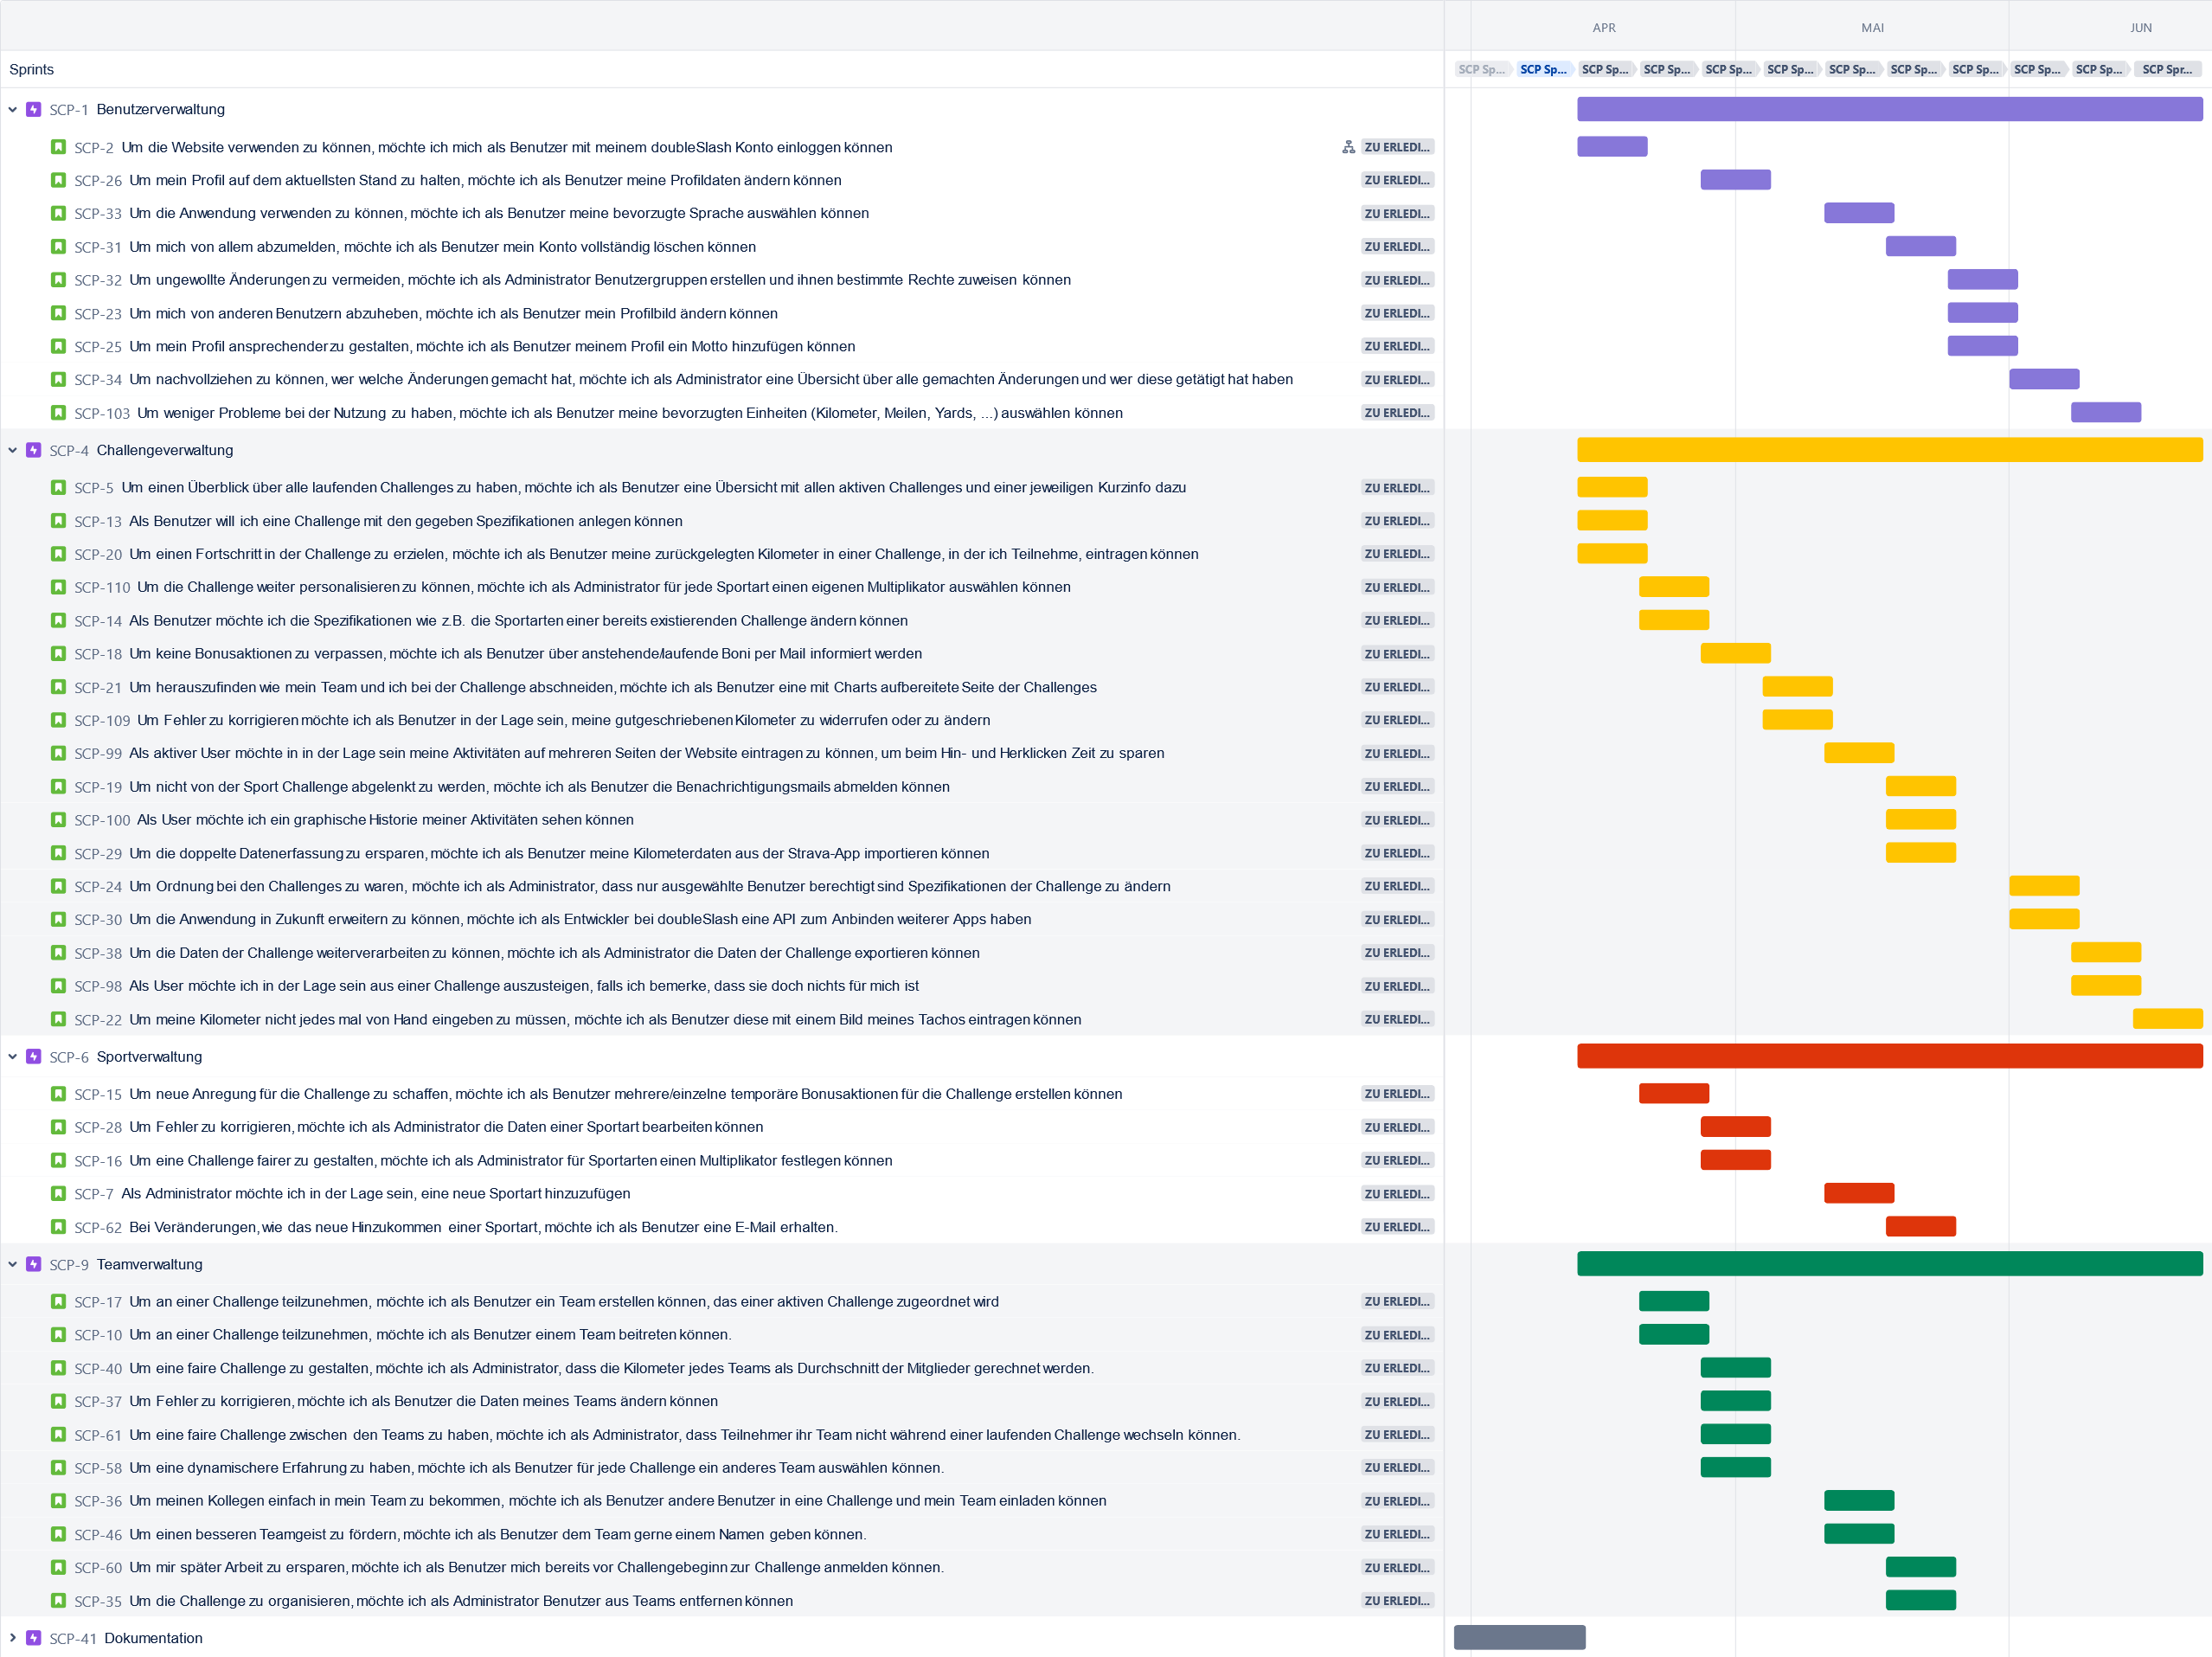 APR MAI JUN
Sprints SCP Sp... SCP Sp... SCP Sp... SCP Sp... SCP Sp... SCP Sp... SCP Sp... SCP Sp... SCP Sp... SCP Sp... SCP Sp... SCP Spr...
SCP-1 Benutzerverwaltung
SCP-2 Um die Website verwenden zu können, möchte ich mich als Benutzer mit meinem doubleSlash Konto einloggen können ZU ERLEDI...
SCP-26 Um mein Profil auf dem aktuellsten Stand zu halten, möchte ich als Benutzer meine Profildaten ändern können ZU ERLEDI...
SCP-33 Um die Anwendung verwenden zu können, möchte ich als Benutzer meine bevorzugte Sprache auswählen können ZU ERLEDI...
SCP-31 Um mich von allem abzumelden, möchte ich als Benutzer mein Konto vollständig löschen können ZU ERLEDI...
SCP-32 Um ungewollte Änderungen zu vermeiden, möchte ich als Administrator Benutzergruppen erstellen und ihnen bestimmte Rechte zuweisen können ZU ERLEDI...
SCP-23 Um mich von anderen Benutzern abzuheben, möchte ich als Benutzer mein Profilbild ändern können ZU ERLEDI...
SCP-25 Um mein Profil ansprechender zu gestalten, möchte ich als Benutzer meinem Profil ein Motto hinzufügen können ZU ERLEDI...
SCP-34 Um nachvollziehen zu können, wer welche Änderungen gemacht hat, möchte ich als Administrator eine Übersicht über alle gemachten Änderungen und wer diese getätigt hat haben ZU ERLEDI...
SCP-103 Um weniger Probleme bei der Nutzung zu haben, möchte ich als Benutzer meine bevorzugten Einheiten (Kilometer, Meilen, Yards, ...) auswählen können ZU ERLEDI...
SCP-4 Challengeverwaltung
SCP-5 Um einen Überblick über alle laufenden Challenges zu haben, möchte ich als Benutzer eine Übersicht mit allen aktiven Challenges und einer jeweiligen Kurzinfo dazu ZU ERLEDI...
SCP-13 Als Benutzer will ich eine Challenge mit den gegeben Spezifikationen anlegen können ZU ERLEDI...
SCP-20 Um einen Fortschritt in der Challenge zu erzielen, möchte ich als Benutzer meine zurückgelegten Kilometer in einer Challenge, in der ich Teilnehme, eintragen können ZU ERLEDI...
SCP-110 Um die Challenge weiter personalisieren zu können, möchte ich als Administrator für jede Sportart einen eigenen Multiplikator auswählen können ZU ERLEDI...
SCP-14 Als Benutzer möchte ich die Spezifikationen wie z.B. die Sportarten einer bereits existierenden Challenge ändern können ZU ERLEDI...
SCP-18 Um keine Bonusaktionen zu verpassen, möchte ich als Benutzer über anstehende/laufende Boni per Mail informiert werden ZU ERLEDI...
SCP-21 Um herauszufinden wie mein Team und ich bei der Challenge abschneiden, möchte ich als Benutzer eine mit Charts aufbereitete Seite der Challenges ZU ERLEDI...
SCP-109 Um Fehler zu korrigieren möchte ich als Benutzer in der Lage sein, meine gutgeschriebenen Kilometer zu widerrufen oder zu ändern ZU ERLEDI...
SCP-99 Als aktiver User möchte in in der Lage sein meine Aktivitäten auf mehreren Seiten der Website eintragen zu können, um beim Hin- und Herklicken Zeit zu sparen ZU ERLEDI...
SCP-19 Um nicht von der Sport Challenge abgelenkt zu werden, möchte ich als Benutzer die Benachrichtigungsmails abmelden können ZU ERLEDI...
SCP-100 Als User möchte ich ein graphische Historie meiner Aktivitäten sehen können ZU ERLEDI...
SCP-29 Um die doppelte Datenerfassung zu ersparen, möchte ich als Benutzer meine Kilometerdaten aus der Strava-App importieren können ZU ERLEDI...
SCP-24 Um Ordnung bei den Challenges zu waren, möchte ich als Administrator, dass nur ausgewählte Benutzer berechtigt sind Spezifikationen der Challenge zu ändern ZU ERLEDI...
SCP-30 Um die Anwendung in Zukunft erweitern zu können, möchte ich als Entwickler bei doubleSlash eine API zum Anbinden weiterer Apps haben ZU ERLEDI...
SCP-38 Um die Daten der Challenge weiterverarbeiten zu können, möchte ich als Administrator die Daten der Challenge exportieren können ZU ERLEDI...
SCP-98 Als User möchte ich in der Lage sein aus einer Challenge auszusteigen, falls ich bemerke, dass sie doch nichts für mich ist ZU ERLEDI...
SCP-22 Um meine Kilometer nicht jedes mal von Hand eingeben zu müssen, möchte ich als Benutzer diese mit einem Bild meines Tachos eintragen können ZU ERLEDI...
SCP-6 Sportverwaltung
SCP-15 Um neue Anregung für die Challenge zu schaffen, möchte ich als Benutzer mehrere/einzelne temporäre Bonusaktionen für die Challenge erstellen können ZU ERLEDI...
SCP-28 Um Fehler zu korrigieren, möchte ich als Administrator die Daten einer Sportart bearbeiten können ZU ERLEDI...
SCP-16 Um eine Challenge fairer zu gestalten, möchte ich als Administrator für Sportarten einen Multiplikator festlegen können ZU ERLEDI...
SCP-7 Als Administrator möchte ich in der Lage sein, eine neue Sportart hinzuzufügen ZU ERLEDI...
SCP-62 Bei Veränderungen, wie das neue Hinzukommen einer Sportart, möchte ich als Benutzer eine E-Mail erhalten. ZU ERLEDI...
SCP-9 Teamverwaltung
SCP-17 Um an einer Challenge teilzunehmen, möchte ich als Benutzer ein Team erstellen können, das einer aktiven Challenge zugeordnet wird ZU ERLEDI...
SCP-10 Um an einer Challenge teilzunehmen, möchte ich als Benutzer einem Team beitreten können. ZU ERLEDI...
SCP-40 Um eine faire Challenge zu gestalten, möchte ich als Administrator, dass die Kilometer jedes Teams als Durchschnitt der Mitglieder gerechnet werden. ZU ERLEDI...
SCP-37 Um Fehler zu korrigieren, möchte ich als Benutzer die Daten meines Teams ändern können ZU ERLEDI...
SCP-61 Um eine faire Challenge zwischen den Teams zu haben, möchte ich als Administrator, dass Teilnehmer ihr Team nicht während einer laufenden Challenge wechseln können. ZU ERLEDI...
SCP-58 Um eine dynamischere Erfahrung zu haben, möchte ich als Benutzer für jede Challenge ein anderes Team auswählen können. ZU ERLEDI...
SCP-36 Um meinen Kollegen einfach in mein Team zu bekommen, möchte ich als Benutzer andere Benutzer in eine Challenge und mein Team einladen können ZU ERLEDI...
SCP-46 Um einen besseren Teamgeist zu fördern, möchte ich als Benutzer dem Team gerne einem Namen geben können. ZU ERLEDI...
SCP-60 Um mir später Arbeit zu ersparen, möchte ich als Benutzer mich bereits vor Challengebeginn zur Challenge anmelden können. ZU ERLEDI...
SCP-35 Um die Challenge zu organisieren, möchte ich als Administrator Benutzer aus Teams entfernen können ZU ERLEDI...
SCP-41 Dokumentation